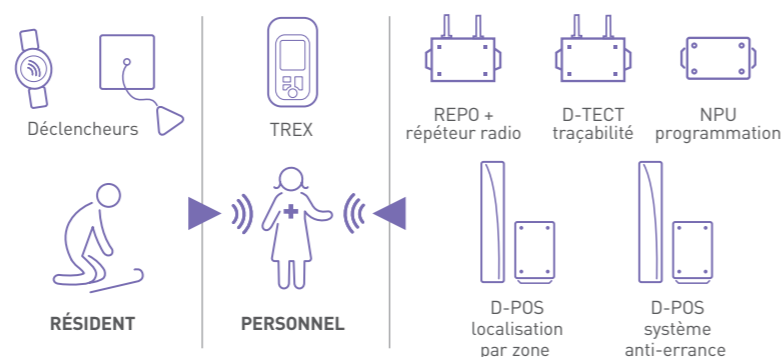 Déclencheurs
RÉSIDENT
TREX
PERSONNEL
REPO +
répéteur radio
D-TECT
traçabilité
NPU
programmation
D-POS
localisation
par zone
D-POS
système
anti-errance